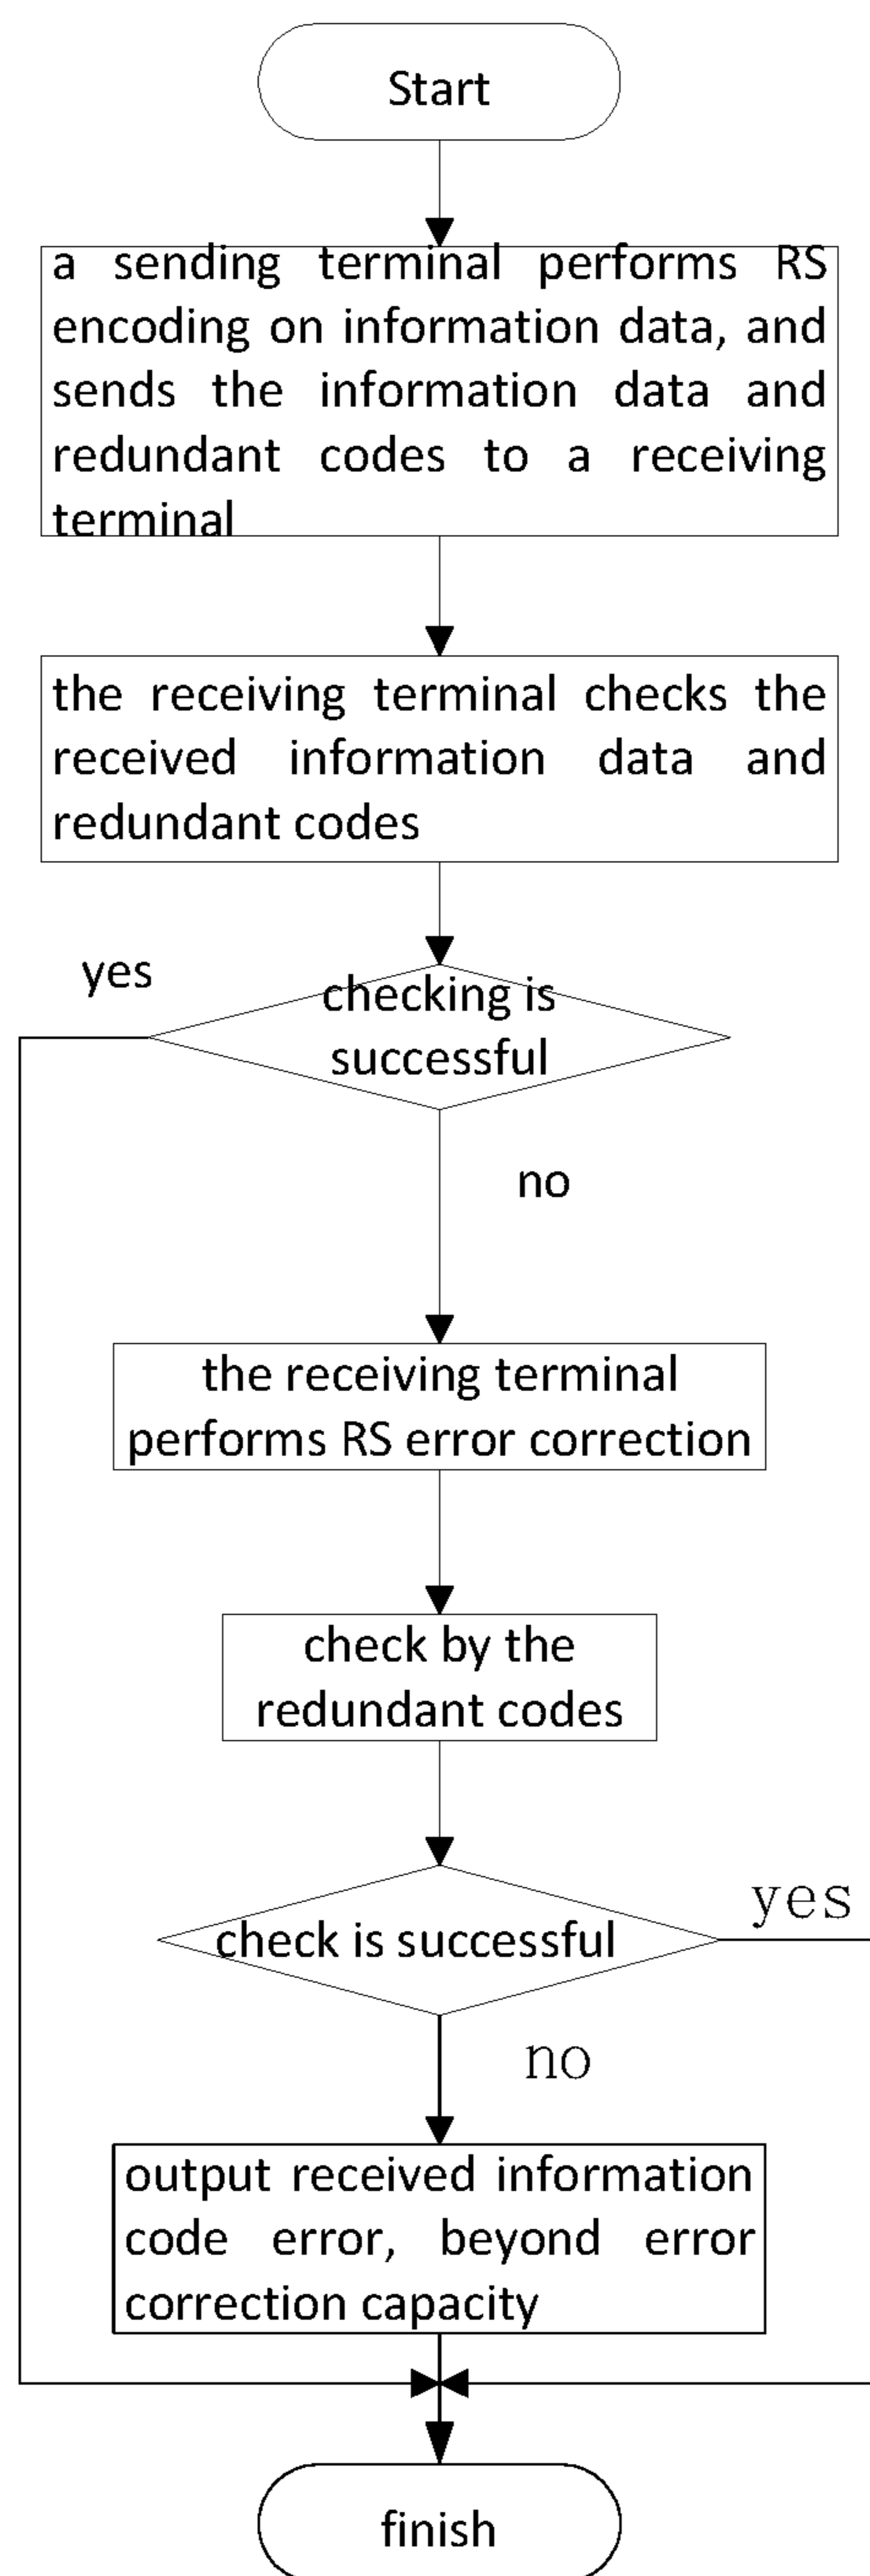 Start
a sending terminal performs RS
encoding on information data, and
sends the information data and
redundant codes to a receiving
terminal
the receiving terminal checks the
received information data and
redundant codes
yes
checking is
successful
no
the receiving terminal
performs RS error correction
check by the
redundant codes
yes
check is successful
no
output received information
code error, beyond error
correction capacity
finish